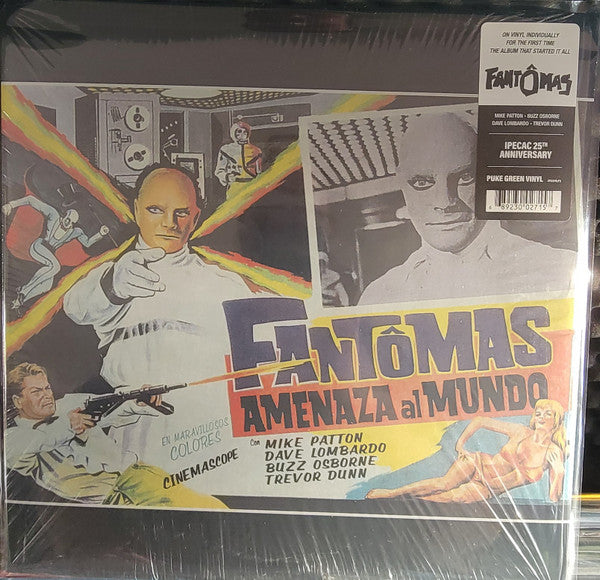 ON VINYL INDIVIDUALLY
FOR THE FIRST TIME
THE ALBUM THAT STARTED IT ALL
FANTÔMAS
MIKE PATTON · BUZZ OSBORNE
DAVE LOMBARDO · TREVOR DUNN
IPECAC 25TH
ANNIVERSARY
PUKE GREEN VINYL
89230 02715
FANTÔMAS
AMENAZA al MUNDO
EN MARAVILLOSOS
COLORES
CINEMASCOPE
Con MIKE PATTON
DAVE LOMBARDO
BUZZ OSBORNE
TREVOR DUNN